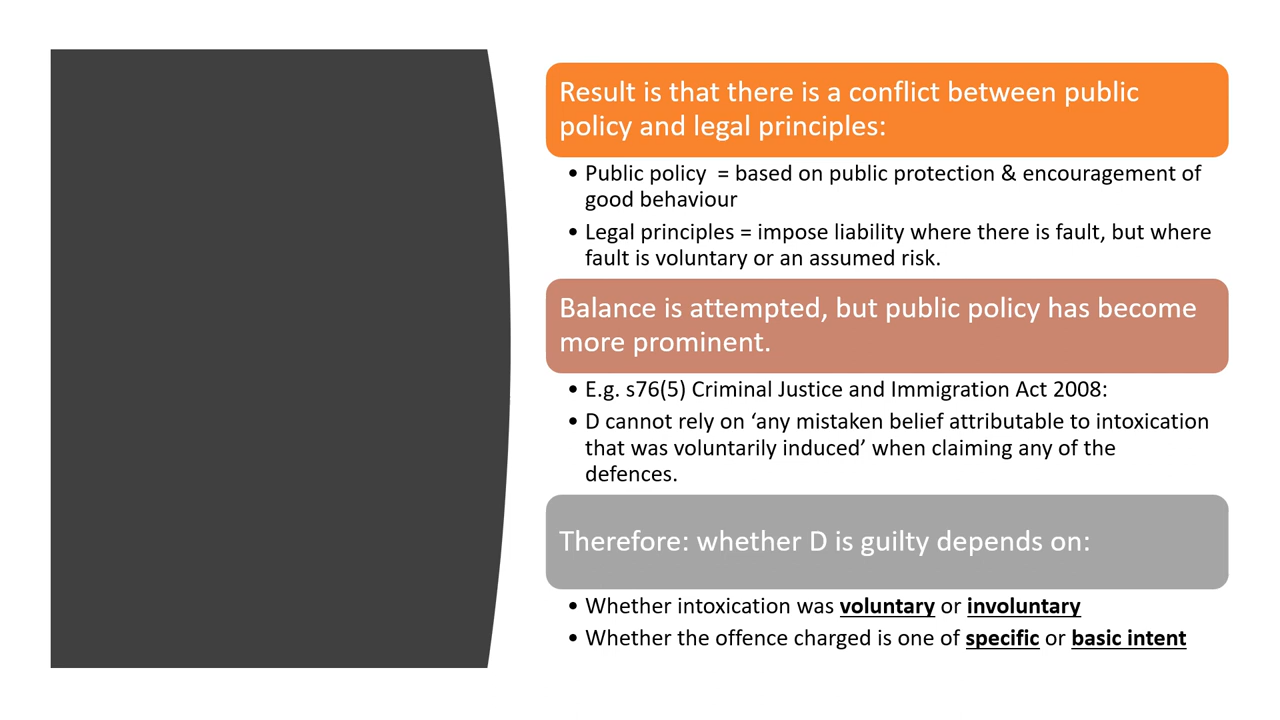 Result is that there is a conflict between public
policy and legal principles:
• Public policy  = based on public protection & encouragement of
good behaviour
• Legal principles = impose liability where there is fault, but where
fault is voluntary or an assumed risk.
Balance is attempted, but public policy has become
more prominent.
• E.g. s76(5) Criminal Justice and Immigration Act 2008:
• D cannot rely on ‘any mistaken belief attributable to intoxication
that was voluntarily induced’ when claiming any of the
defences.
Therefore: whether D is guilty depends on:
• Whether intoxication was voluntary or involuntary
• Whether the offence charged is one of specific or basic intent